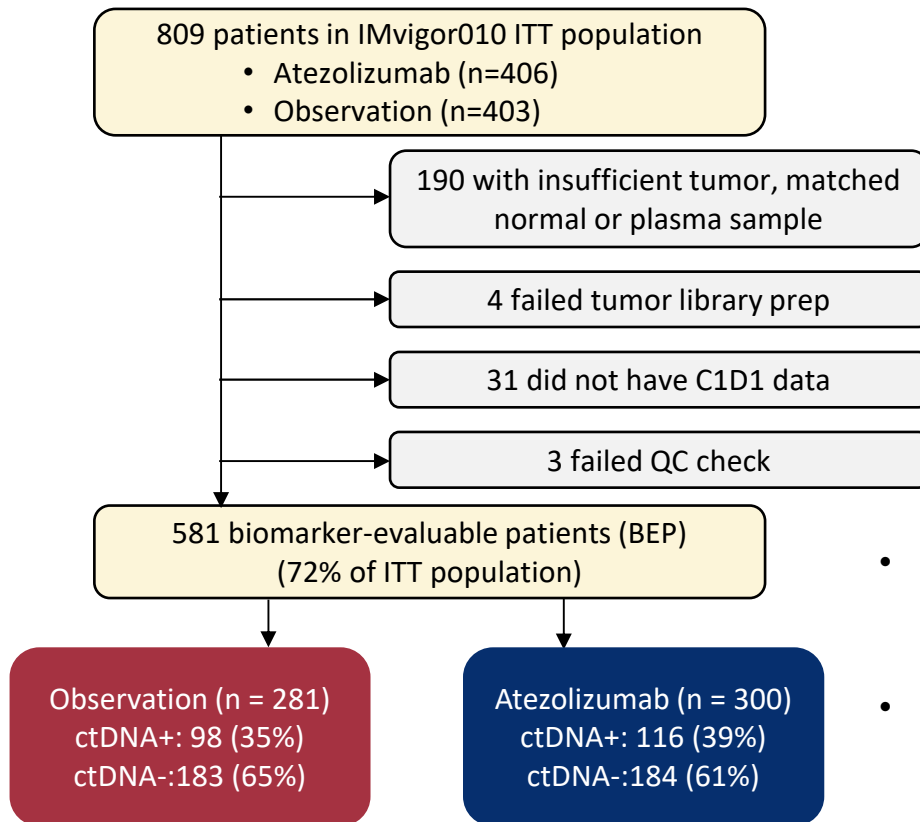 809 patients in IMvigor010 ITT population
• Atezolizumab (n=406)
• Observation (n=403)
190 with insufficient tumor, matched
normal or plasma sample
4 failed tumor library prep
31 did not have C1D1 data
3 failed QC check
581 biomarker-evaluable patients (BEP)
(72% of ITT population)
•
•
Observation (n = 281)
ctDNA+: 98 (35%)
ctDNA-:183 (65%)
Atezolizumab (n = 300)
ctDNA+: 116 (39%)
ctDNA-:184 (61%)